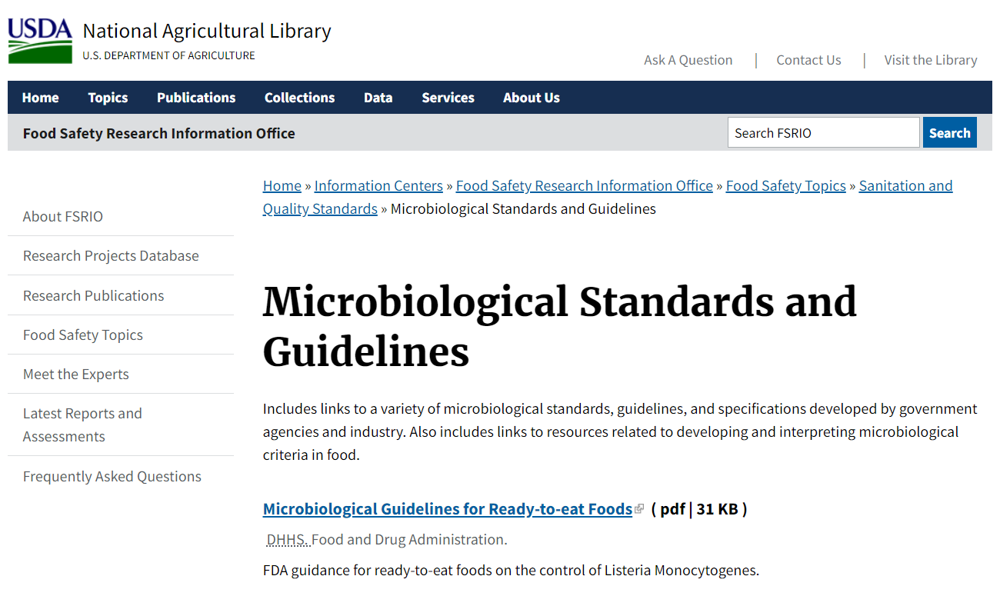 USDA
National Agricultural Library
U.S. DEPARTMENT OF AGRICULTURE
Ask A Question | Contact Us | Visit the Library
Home Topics Publications Collections Data Services About Us
Food Safety Research Information Office
Search FSRIO Search
Home » Information Centers » Food Safety Research Information Office » Food Safety Topics » Sanitation and
Quality Standards » Microbiological Standards and Guidelines
About FSRIO
Research Projects Database
Research Publications
Food Safety Topics
Meet the Experts
Latest Reports and
Assessments
Frequently Asked Questions
Microbiological Standards and
Guidelines
Includes links to a variety of microbiological standards, guidelines, and specifications developed by government
agencies and industry. Also includes links to resources related to developing and interpreting microbiological
criteria in food.
Microbiological Guidelines for Ready-to-eat Foods ( pdf | 31 KB )
DHHS. Food and Drug Administration.
FDA guidance for ready-to-eat foods on the control of Listeria Monocytogenes.